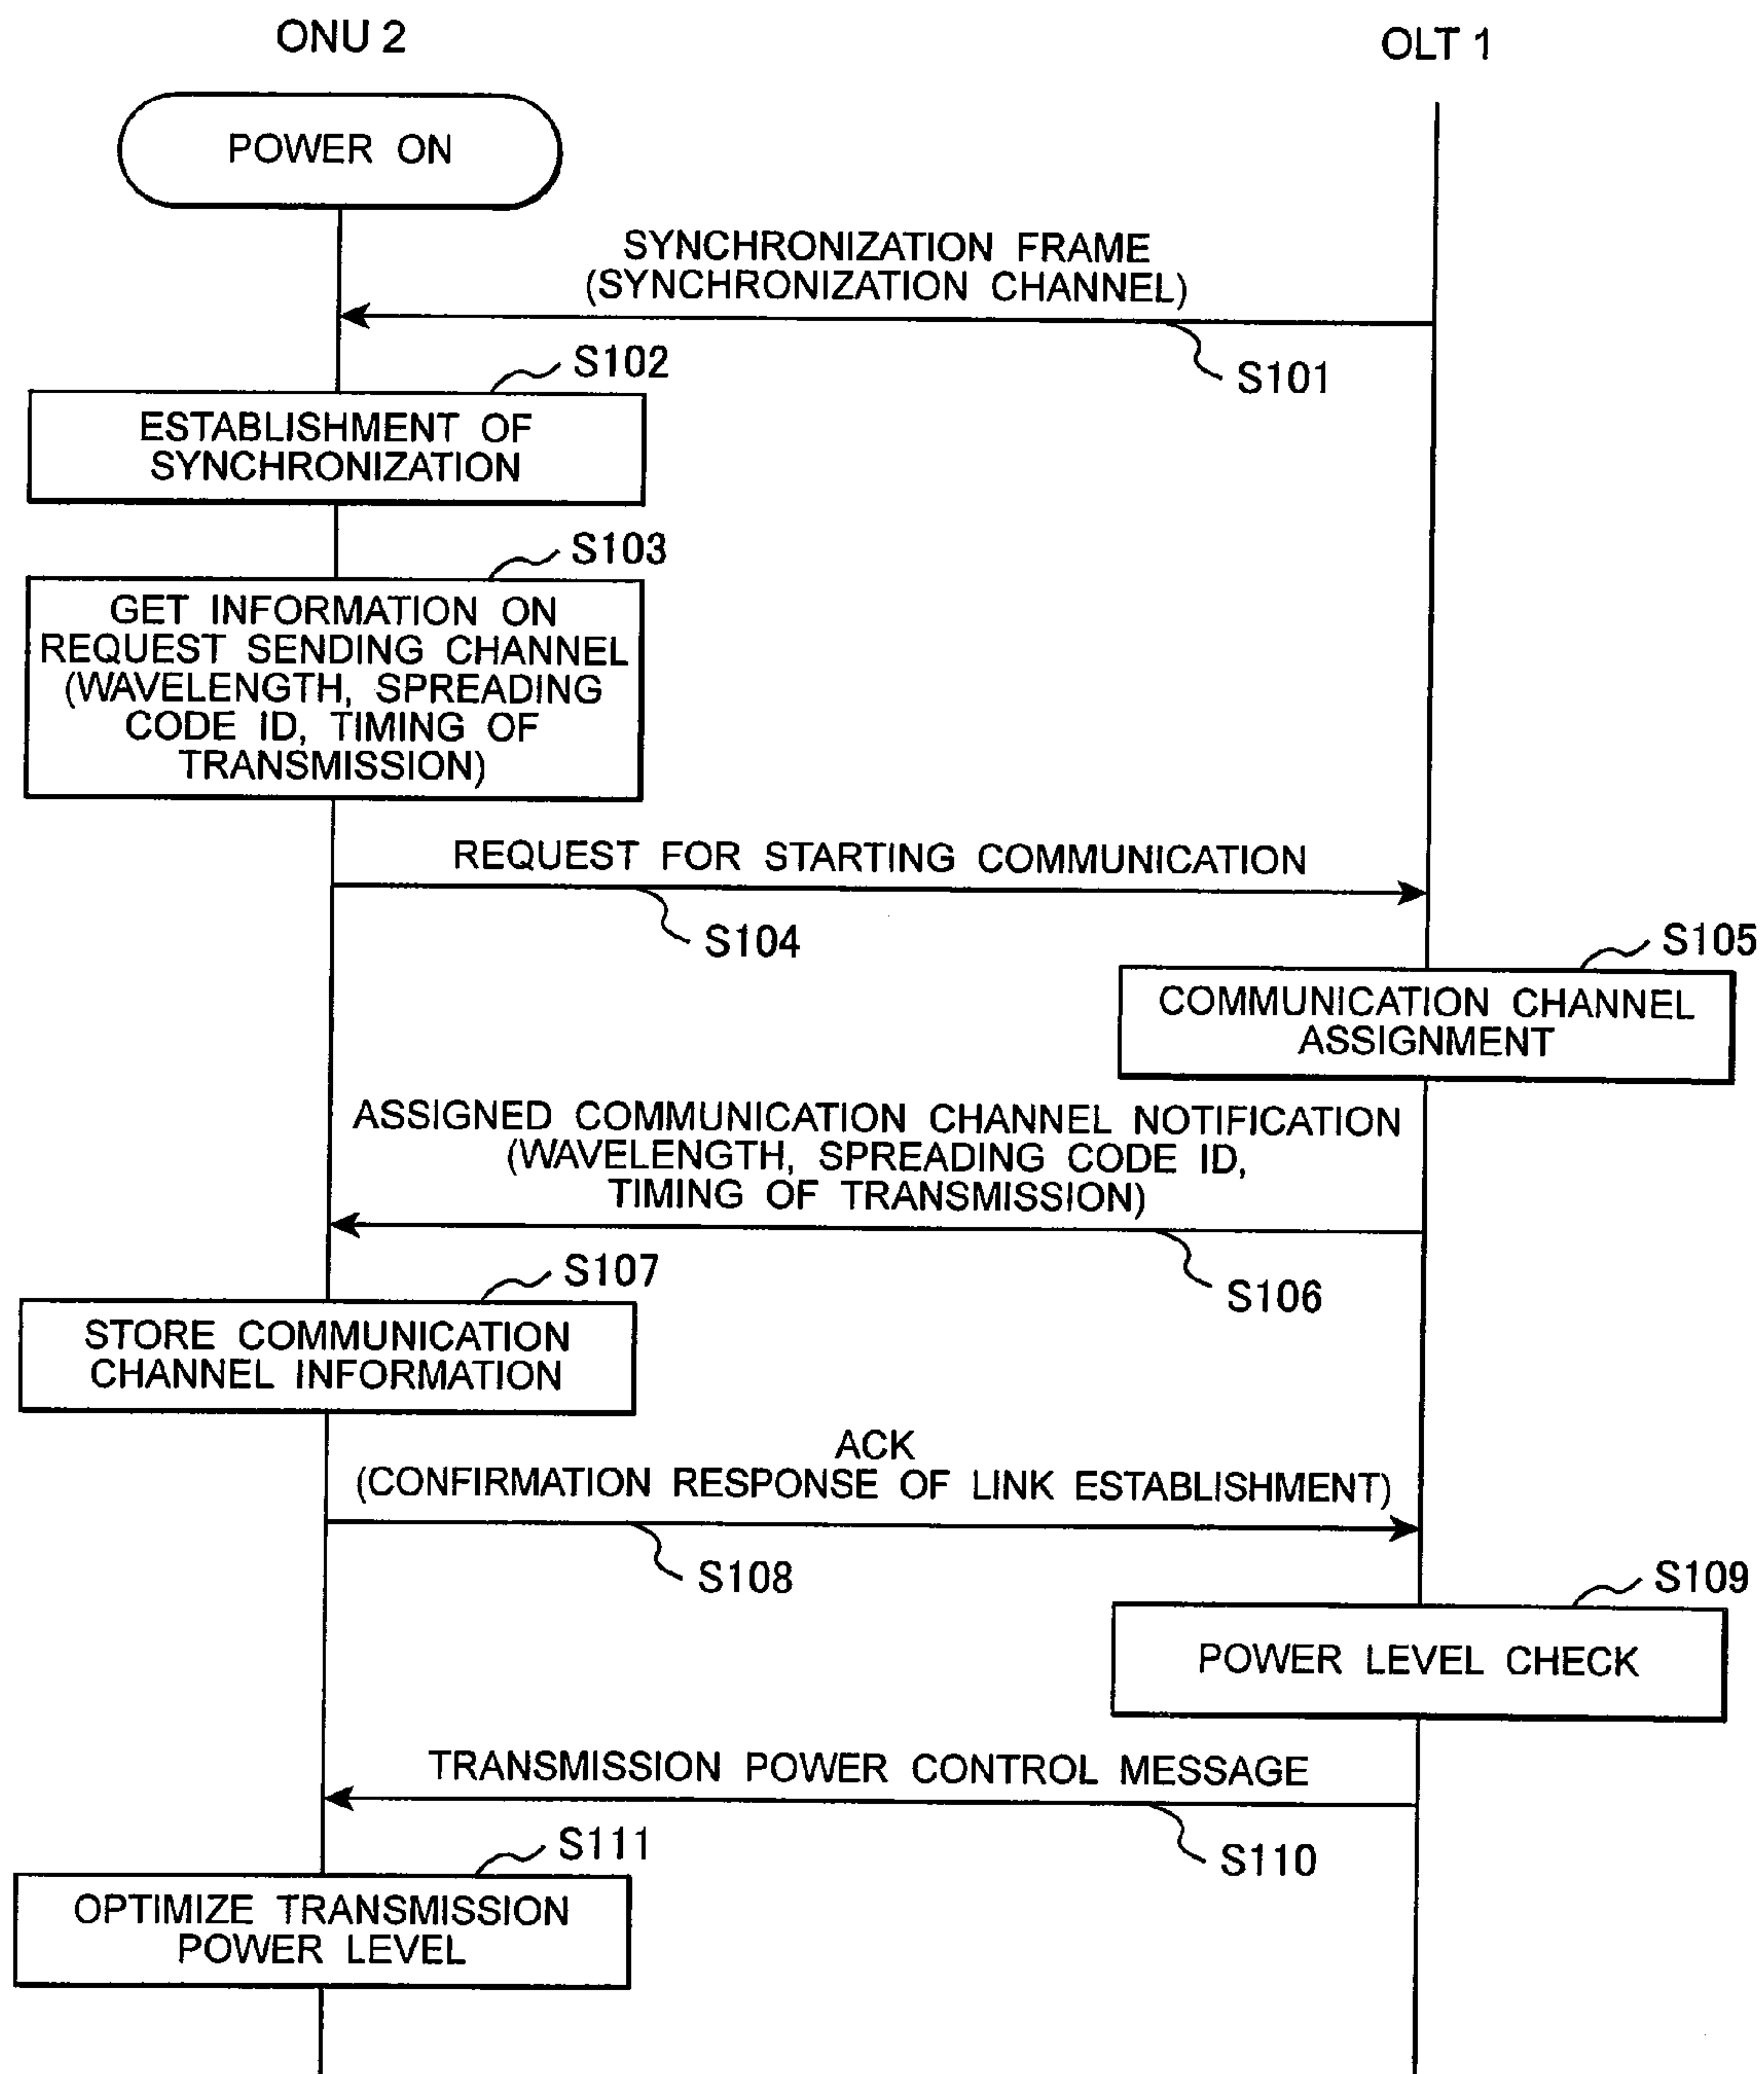 ONU 2
OLT 1
POWER ON
SYNCHRONIZATION FRAME
(SYNCHRONIZATION CHANNEL)
S101
S102
ESTABLISHMENT OF
SYNCHRONIZATION
S103
GET INFORMATION ON
REQUEST SENDING CHANNEL
(WAVELENGTH, SPREADING
CODE ID, TIMING OF
TRANSMISSION)
REQUEST FOR STARTING COMMUNICATION
S104
S105
COMMUNICATION CHANNEL
ASSIGNMENT
ASSIGNED COMMUNICATION CHANNEL NOTIFICATION
(WAVELENGTH, SPREADING CODE ID,
TIMING OF TRANSMISSION)
S106
S107
STORE COMMUNICATION
CHANNEL INFORMATION
ACK
(CONFIRMATION RESPONSE OF LINK ESTABLISHMENT)
S108
S109
POWER LEVEL CHECK
TRANSMISSION POWER CONTROL MESSAGE
S110
S111
OPTIMIZE TRANSMISSION
POWER LEVEL